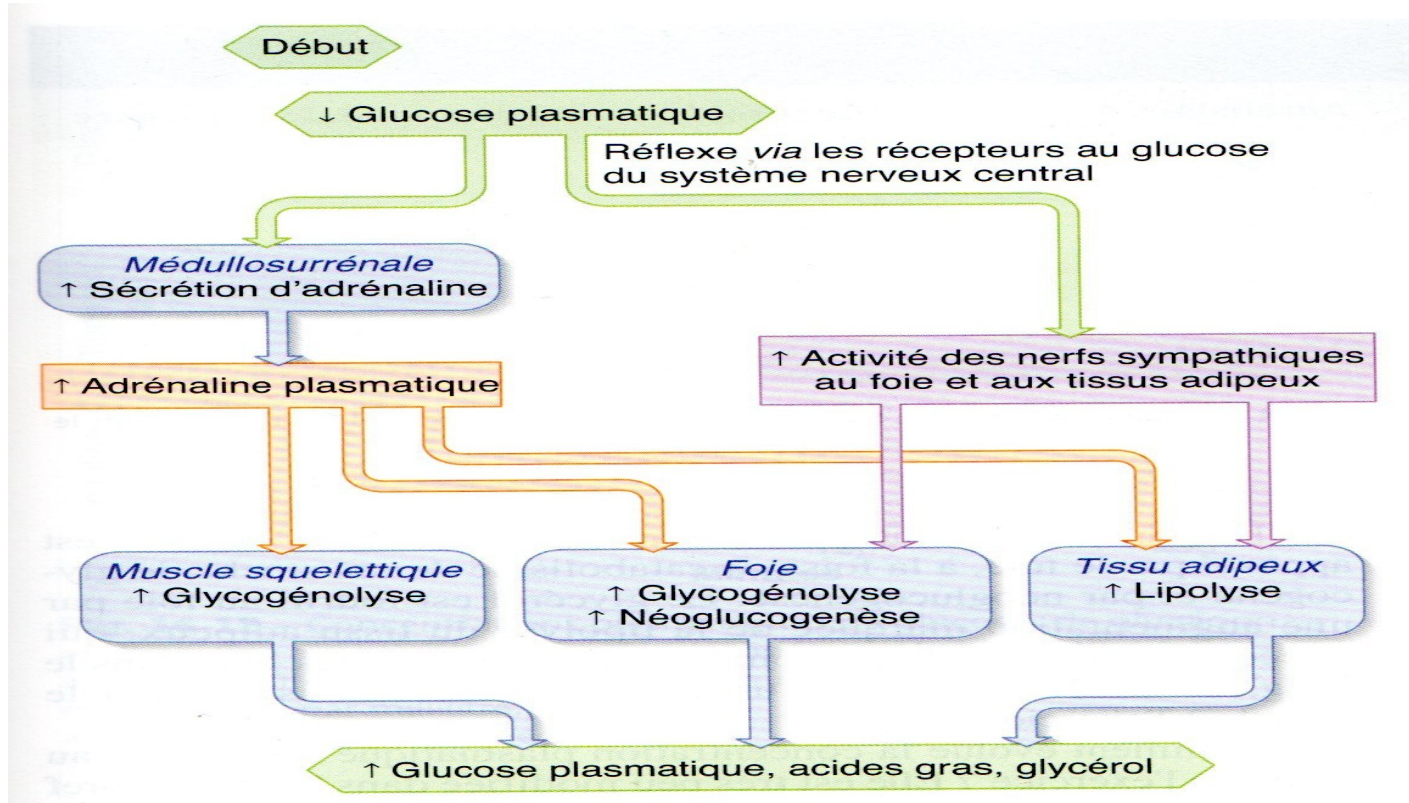 Début
↓ Glucose plasmatique
Réflexe via les récepteurs au glucose
du système nerveux central
Médullosurrénale
↑ Sécrétion d'adrénaline
↑ Adrénaline plasmatique
↑ Activité des nerfs sympathiques
au foie et aux tissus adipeux
Muscle squelettique
↑ Glycogénolyse
Foie
↑ Glycogénolyse
↑ Néoglucogenèse
Tissu adipeux
↑ Lipolyse
↑ Glucose plasmatique, acides gras, glycérol